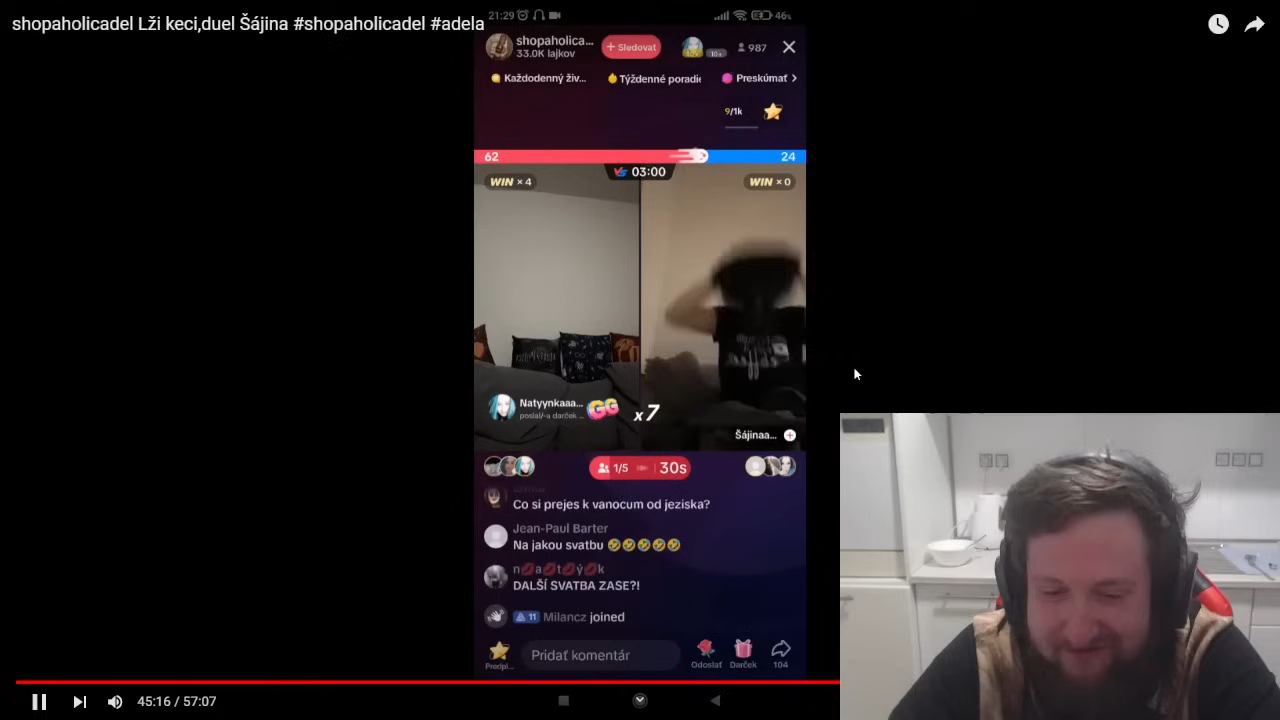 shopaholicadel Lži keci,duel Šájina #shopaholicadel #adela
21:29
46%
shopaholica...
33.0K lajkov
+ Sledovat
987
Každodenný živ...
Týždenné poradie
Preskúmať
9/1k
62
24
03:00
WIN × 4
WIN × 0
Natyynkaaa...
poslal/-a darček ...
GG
x7
Šájinaa...
1/5
30s
Co si prejes k vanocum od jeziska?
Jean-Paul Barter
Na jakou svatbu 🤣🤣🤣🤣🤣
n💋a💋t💋ý💋k
DALŠÍ SVATBA ZASE?!
11 Milancz joined
Predpl...
Pridať komentár
Odoslať
Darček
104
45:16 / 57:07